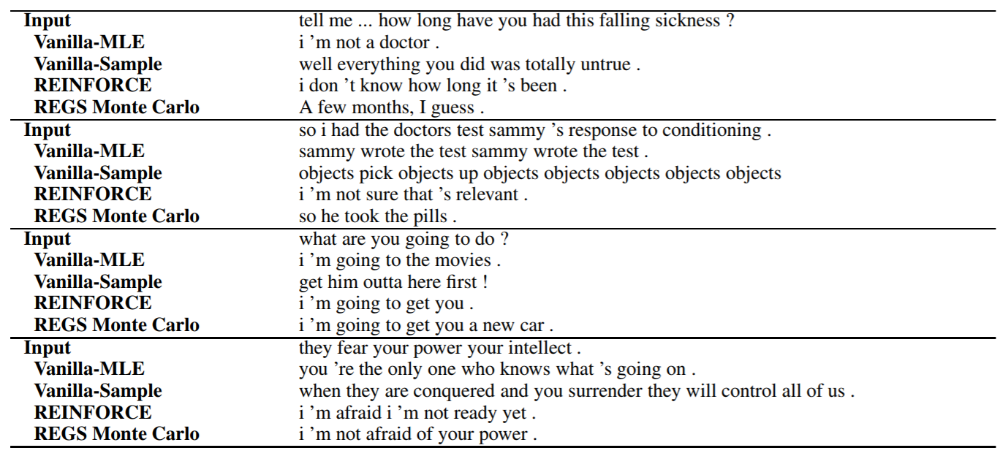 Input tell me ... how long have you had this falling sickness ?
Vanilla-MLE i ’m not a doctor .
Vanilla-Sample well everything you did was totally untrue .
REINFORCE i don ’t know how long it ’s been .
REGS Monte Carlo A few months, I guess .
Input so i had the doctors test sammy ’s response to conditioning .
Vanilla-MLE sammy wrote the test sammy wrote the test .
Vanilla-Sample objects pick objects up objects objects objects objects objects
REINFORCE i ’m not sure that ’s relevant .
REGS Monte Carlo so he took the pills .
Input what are you going to do ?
Vanilla-MLE i ’m going to the movies .
Vanilla-Sample get him outta here first !
REINFORCE i ’m going to get you .
REGS Monte Carlo i ’m going to get you a new car .
Input they fear your power your intellect .
Vanilla-MLE you ’re the only one who knows what ’s going on .
Vanilla-Sample when they are conquered and you surrender they will control all of us .
REINFORCE i ’m afraid i ’m not ready yet .
REGS Monte Carlo i ’m not afraid of your power .